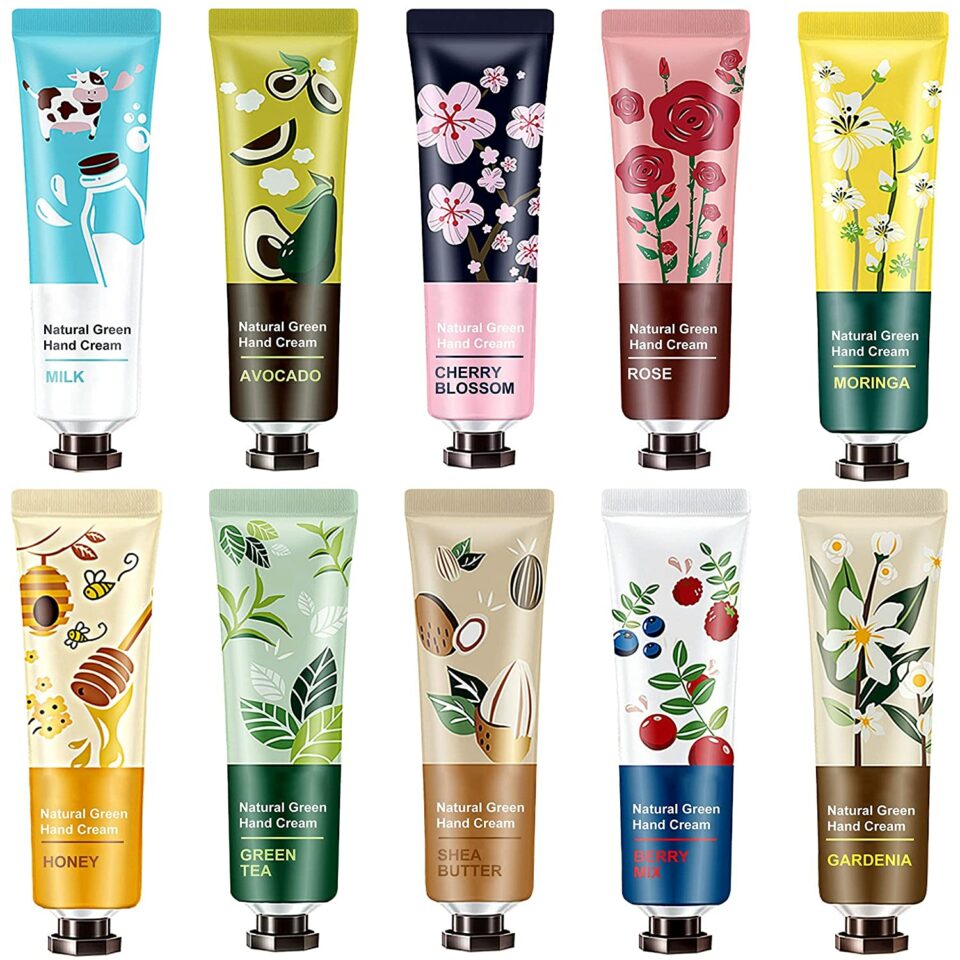 Natural Green
Hand Cream
MILK
Natural Green
Hand Cream
AVOCADO
Natural Green
Hand Cream
CHERRY
BLOSSOM
Natural Green
Hand Cream
ROSE
Natural Green
Hand Cream
MORINGA
Natural Green
Hand Cream
HONEY
Natural Green
Hand Cream
GREEN
TEA
Natural Green
Hand Cream
SHEA
BUTTER
Natural Green
Hand Cream
BERRY
MIX
Natural Green
Hand Cream
GARDENIA